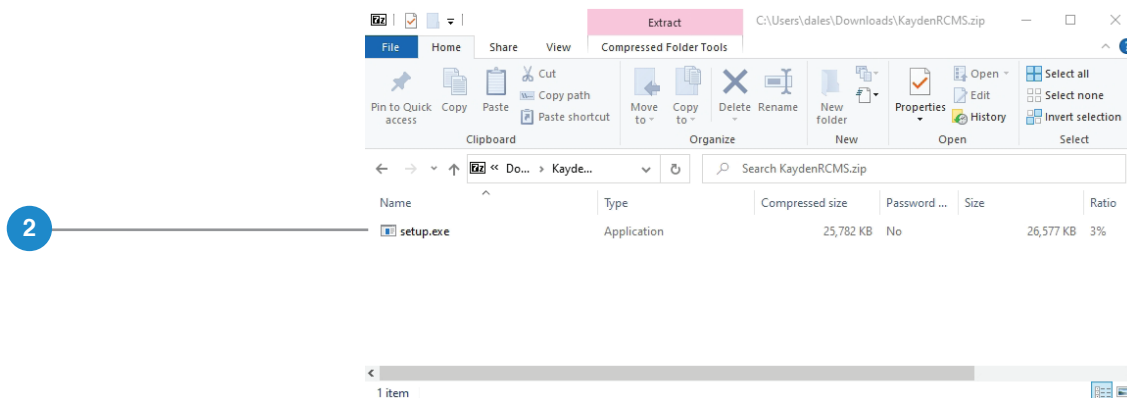 Extract
C:\Users\dales\Downloads\KaydenRCMS.zip
File Home Share View Compressed Folder Tools
Pin to Quick access
Copy
Paste
Cut
Copy path
Paste shortcut
Move to
Copy to
Delete
Rename
New folder
Properties
Open
Edit
History
Select all
Select none
Invert selection
Clipboard Organize New Open Select
« Do... > Kayde...
Search KaydenRCMS.zip
Name Type Compressed size Password ... Size Ratio
2
setup.exe Application 25,782 KB No 26,577 KB 3%
1 item